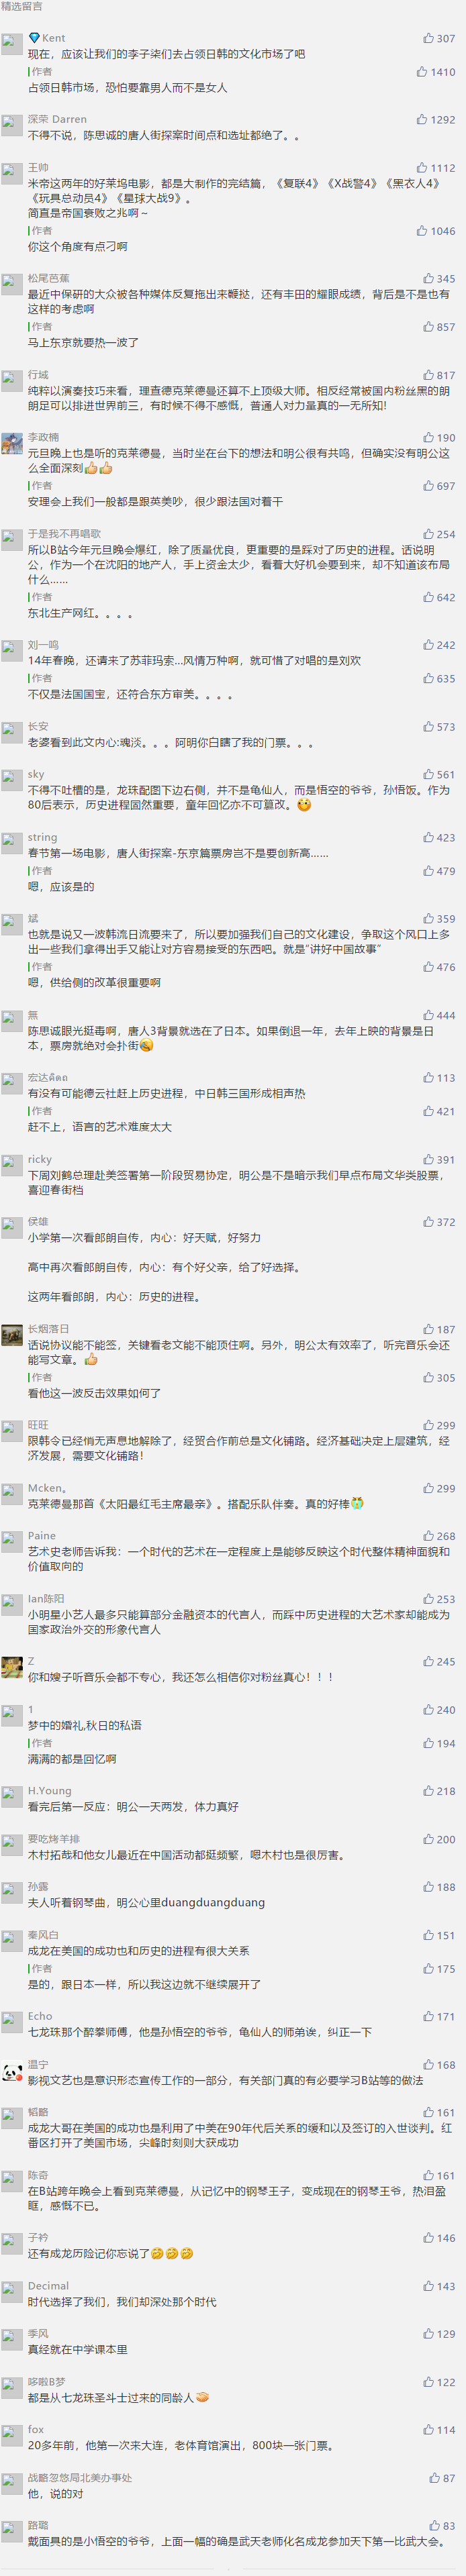 精选留言
Kent 307
现在，应该让我们的李子柒们去占领日韩的文化市场了吧
作者 1410
占领日韩市场，恐怕要靠男人而不是女人
深荣 Darren 1292
不得不说，陈思诚的唐人街探案时间点和选址都绝了。。
王帅 1112
米帝这两年的好莱坞电影，都是大制作的完结篇，《复联4》《X战警4》《黑衣人4》
《玩具总动员4》《星球大战9》。
简直是帝国衰败之兆啊～
作者 1046
你这个角度有点刁啊
松尾芭蕉 345
最近中保研的大众被各种媒体反复拖出来鞭挞，还有丰田的耀眼成绩，背后是不是也有
这样的考虑啊
作者 857
马上东京就要热一波了
行域 817
纯粹以演奏技巧来看，理查德克莱德曼还算不上顶级大师。相反经常被国内粉丝黑的朗
朗足可以排进世界前三，有时候不得不感慨，普通人对力量真的一无所知!
李政楠 190
元旦晚上也是听的克莱德曼，当时坐在台下的想法和明公很有共鸣，但确实没有明公这
么全面深刻👍👍
作者 697
安理会上我们一般都是跟英美吵，很少跟法国对着干
于是我不再唱歌 254
所以B站今年元旦晚会爆红，除了质量优良，更重要的是踩对了历史的进程。话说明
公，作为一个在沈阳的地产人，手上资金太少，看着大好机会要到来，却不知道该布局
什么......
作者 642
东北生产网红。。。。
刘一鸣 242
14年春晚，还请来了苏菲玛索...风情万种啊，就可惜了对唱的是刘欢
作者 635
不仅是法国国宝，还符合东方审美。。。。
长安 573
老婆看到此文内心:魂淡。。。阿明你白瞎了我的门票。。。
sky 561
不得不吐槽的是，龙珠配图下边右侧，并不是龟仙人，而是悟空的爷爷，孙悟饭。作为
80后表示，历史进程固然重要，童年回忆亦不可篡改。
string 423
春节第一场电影，唐人街探案-东京篇票房岂不是要创新高……
作者 479
嗯，应该是的
斌 359
也就是说又一波韩流日流要来了，所以要加强我们自己的文化建设，争取这个风口上多
出一些我们拿得出手又能让对方容易接受的东西吧。就是“讲好中国故事”
作者 476
嗯，供给侧的改革很重要啊
無 444
陈思诚眼光挺毒啊，唐人3背景就选在了日本。如果倒退一年，去年上映的背景是日
本，票房就绝对会扑街
宏达 113
有没有可能德云社赶上历史进程，中日韩三国形成相声热
作者 421
赶不上，语言的艺术难度太大
ricky 391
下周刘鹤总理赴美签署第一阶段贸易协定，明公是不是暗示我们早点布局文华类股票，
喜迎春街档
侯雄 372
小学第一次看郎朗自传，内心：好天赋，好努力
高中再次看郎朗自传，内心：有个好父亲，给了好选择。
这两年看郎朗，内心：历史的进程。
长烟落日 187
话说协议能不能签，关键看老文能不能顶住啊。另外，明公太有效率了，听完音乐会还
能写文章。👍
作者 305
看他这一波反击效果如何了
旺旺 299
限韩令已经悄无声息地解除了，经贸合作前总是文化铺路。经济基础决定上层建筑，经
济发展，需要文化铺路！
Mcken。 299
克莱德曼那首《太阳最红毛主席最亲》。搭配乐队伴奏。真的好棒
Paine 268
艺术史老师告诉我：一个时代的艺术在一定程度上是能够反映这个时代整体精神面貌和
价值取向的
Ian陈阳 253
小明星小艺人最多只能算部分金融资本的代言人，而踩中历史进程的大艺术家却能成为
国家政治外交的形象代言人
Z 245
你和嫂子听音乐会都不专心，我还怎么相信你对粉丝真心！！！
1 240
梦中的婚礼,秋日的私语
作者 194
满满的都是回忆啊
H.Young 218
看完后第一反应：明公一天两发，体力真好
要吃烤羊排 200
木村拓哉和他女儿最近在中国活动都挺频繁，嗯木村也是很厉害。
孙露 188
夫人听着钢琴曲，明公心里duangduangduang
秦风白 151
成龙在美国的成功也和历史的进程有很大关系
作者 175
是的，跟日本一样，所以我这边就不继续展开了
Echo 171
七龙珠那个醉拳师傅，他是孙悟空的爷爷，龟仙人的师弟诶，纠正一下
温宁 168
影视文艺也是意识形态宣传工作的一部分，有关部门真的有必要学习B站等的做法
韬略 161
成龙大哥在美国的成功也是利用了中美在90年代后关系的缓和以及签订的入世谈判。红
番区打开了美国市场，尖峰时刻则大获成功
陈奇 161
在B站跨年晚会上看到克莱德曼，从记忆中的钢琴王子，变成现在的钢琴王爷，热泪盈
眶，感慨不已。
子衿 146
还有成龙历险记你忘说了
Decimal 143
时代选择了我们，我们却深处那个时代
季风 129
真经就在中学课本里
哆啦B梦 122
都是从七龙珠圣斗士过来的同龄人
fox 114
20多年前，他第一次来大连，老体育馆演出，800块一张门票。
战略忽悠局北美办事处 87
他，说的对
路璐 83
戴面具的是小悟空的爷爷，上面一幅的确是武天老师化名成龙参加天下第一比武大会。